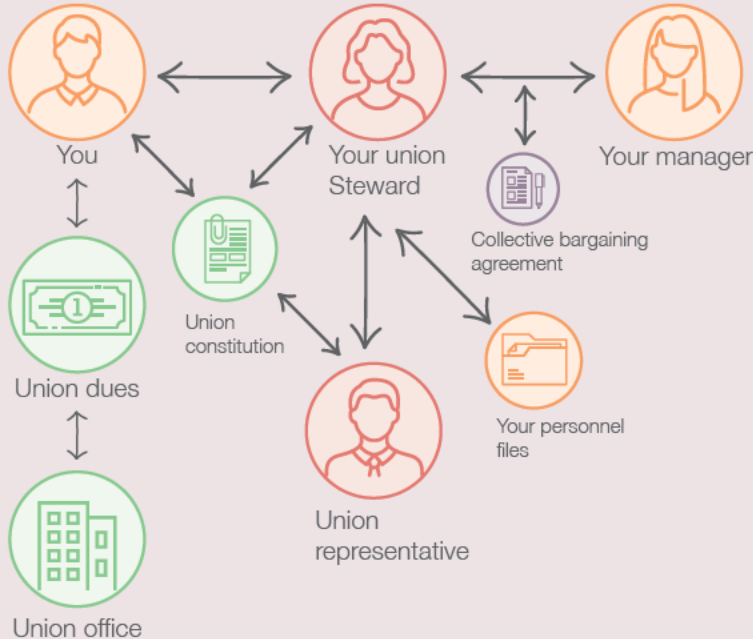 You
Your union
Steward
Your manager
Collective bargaining
agreement
Union
constitution
1
Union dues
Your personnel
files
Union
representative
Union office